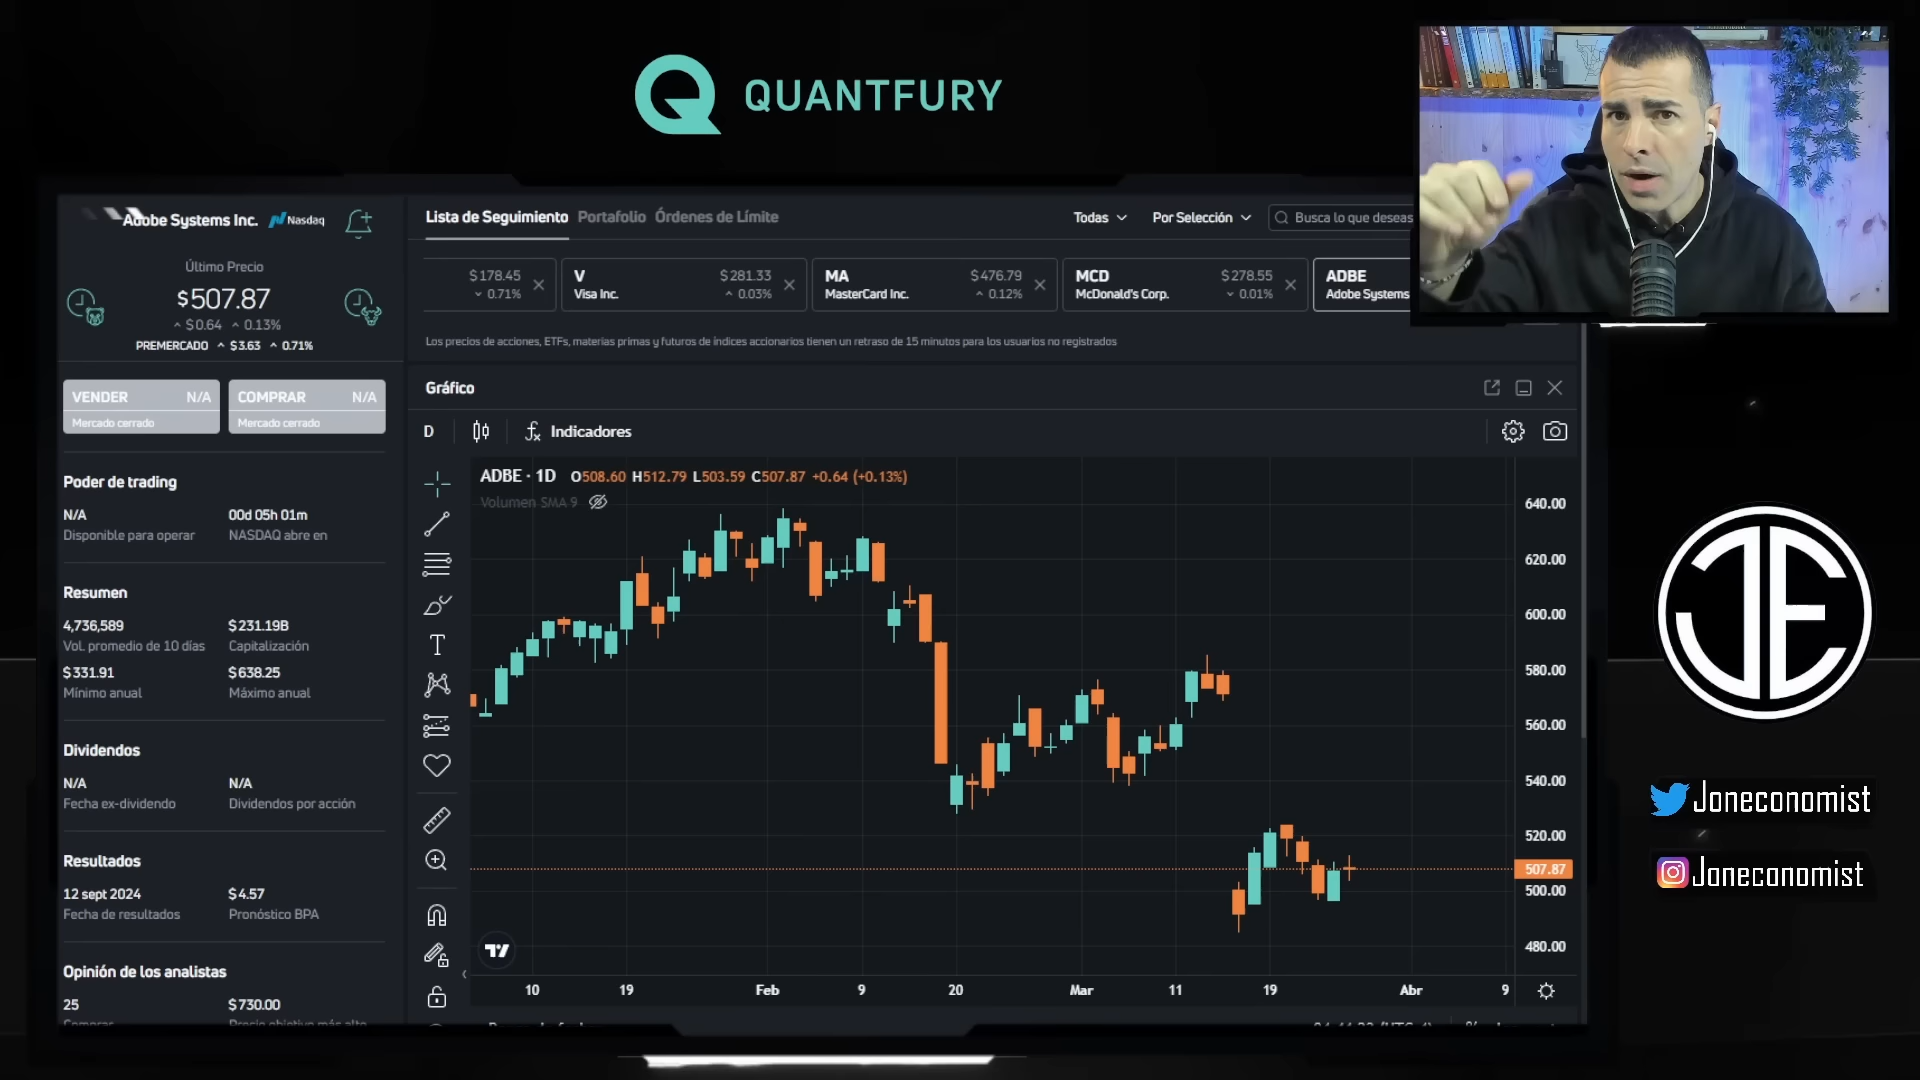 QUANTFURY
Adobe Systems Inc. Nasdaq
Último Precio
$507.87
$0.64 0.13%
PREMERCADO $3.63 0.71%
VENDER N/A
Mercado cerrado
COMPRAR N/A
Mercado cerrado
Poder de trading
N/A 00d 05h 01m
Disponible para operar NASDAQ abre en
Resumen
4,736,589 $231.19B
Vol. promedio de 10 días Capitalización
$331.91 $638.25
Mínimo anual Máximo anual
Dividendos
N/A N/A
Fecha ex-dividendo Dividendos por acción
Resultados
12 sept 2024 $4.57
Fecha de resultados Pronóstico BPA
Opinión de los analistas
25 $730.00
Lista de Seguimiento Portafolio Órdenes de Límite Todas Por Selección Busca lo que deseas
$178.45
0.71%
V $281.33
Visa Inc. 0.03%
MA $476.79
MasterCard Inc. 0.12%
MCD $278.55
McDonald's Corp. 0.01%
ADBE
Adobe Systems
Los precios de acciones, ETFs, materias primas y futuros de índices accionarios tienen un retraso de 15 minutos para los usuarios no registrados
Gráfico
D Indicadores
ADBE · 1D O508.60 H512.79 L503.59 C507.87 +0.64 (+0.13%)
Volumen SMA 9
640.00
620.00
600.00
580.00
560.00
540.00
520.00
507.87
500.00
480.00
10 19 Feb 9 20 Mar 11 19 Abr 9
JE
Joneconomist
Joneconomist